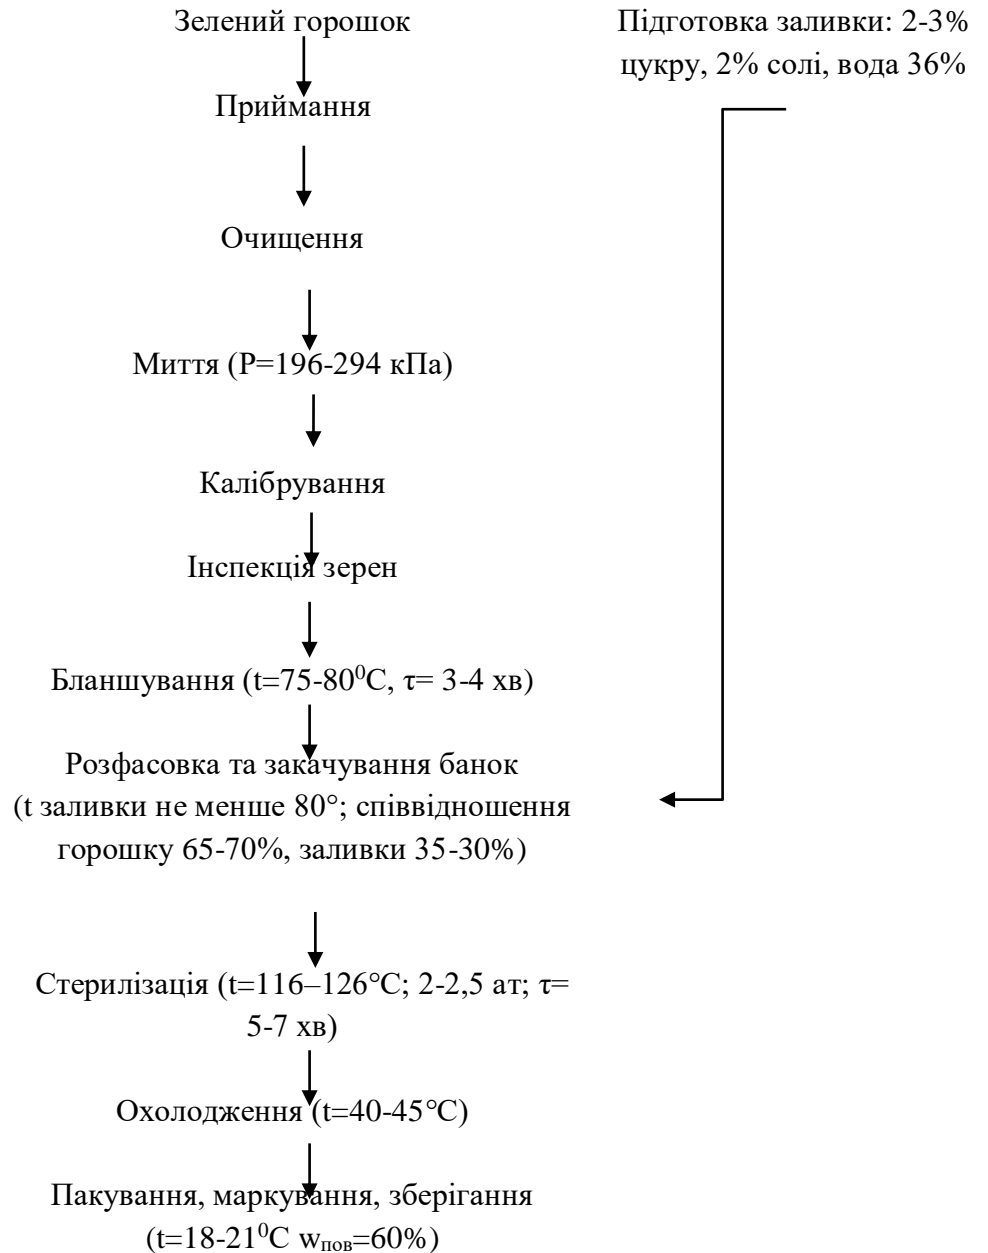 Зелений горошок
Підготовка заливки: 2-3%
цукру, 2% солі, вода 36%
Приймання
Очищення
Миття (Р=196-294 кПа)
Калібрування
Інспекція зерен
Бланшування (t=75-80⁰С, τ= 3-4 хв)
Розфасовка та закачування банок
(t заливки не менше 80°; співвідношення
горошку 65-70%, заливки 35-30%)
Стерилізація (t=116–126°С; 2-2,5 ат; τ=
5-7 хв)
Охолодження (t=40-45°С)
Пакування, маркування, зберігання
(t=18-21⁰С wпов=60%)